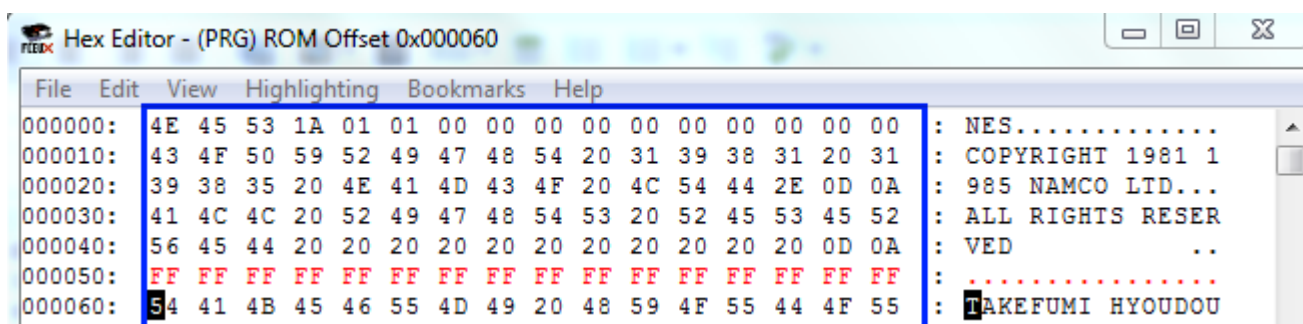 Hex Editor - (PRG) ROM Offset 0x000060
File Edit View Highlighting Bookmarks Help
000000: 4E 45 53 1A 01 01 00 00 00 00 00 00 00 00 00 00 : NES.............
000010: 43 4F 50 59 52 49 47 48 54 20 31 39 38 31 20 31 : COPYRIGHT 1981 1
000020: 39 38 35 20 4E 41 4D 43 4F 20 4C 54 44 2E 0D 0A : 985 NAMCO LTD...
000030: 41 4C 4C 20 52 49 47 48 54 53 20 52 45 53 45 52 : ALL RIGHTS RESER
000040: 56 45 44 20 20 20 20 20 20 20 20 20 20 20 0D 0A : VED ..
000050: FF FF FF FF FF FF FF FF FF FF FF FF FF FF FF FF : ................
000060: 54 41 4B 45 46 55 4D 49 20 48 59 4F 55 44 4F 55 : TAKEFUMI HYOUDOU